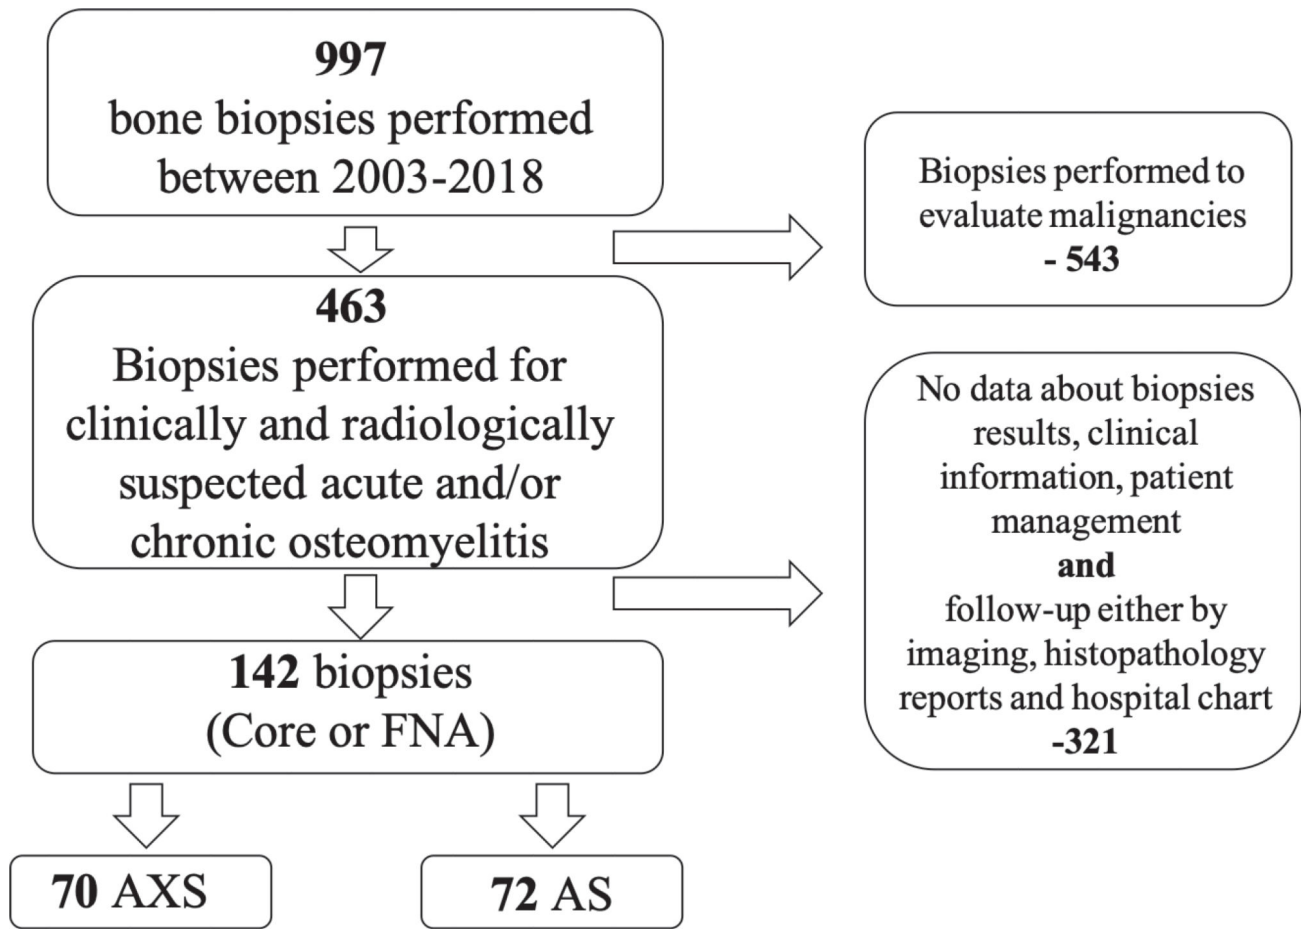 997
bone biopsies performed
between 2003-2018
Biopsies performed to
evaluate malignancies
- 543
463
Biopsies performed for
clinically and radiologically
suspected acute and/or
chronic osteomyelitis
No data about biopsies
results, clinical
information, patient
management
and
follow-up either by
imaging, histopathology
reports and hospital chart
-321
142 biopsies
(Core or FNA)
70 AXS
72 AS